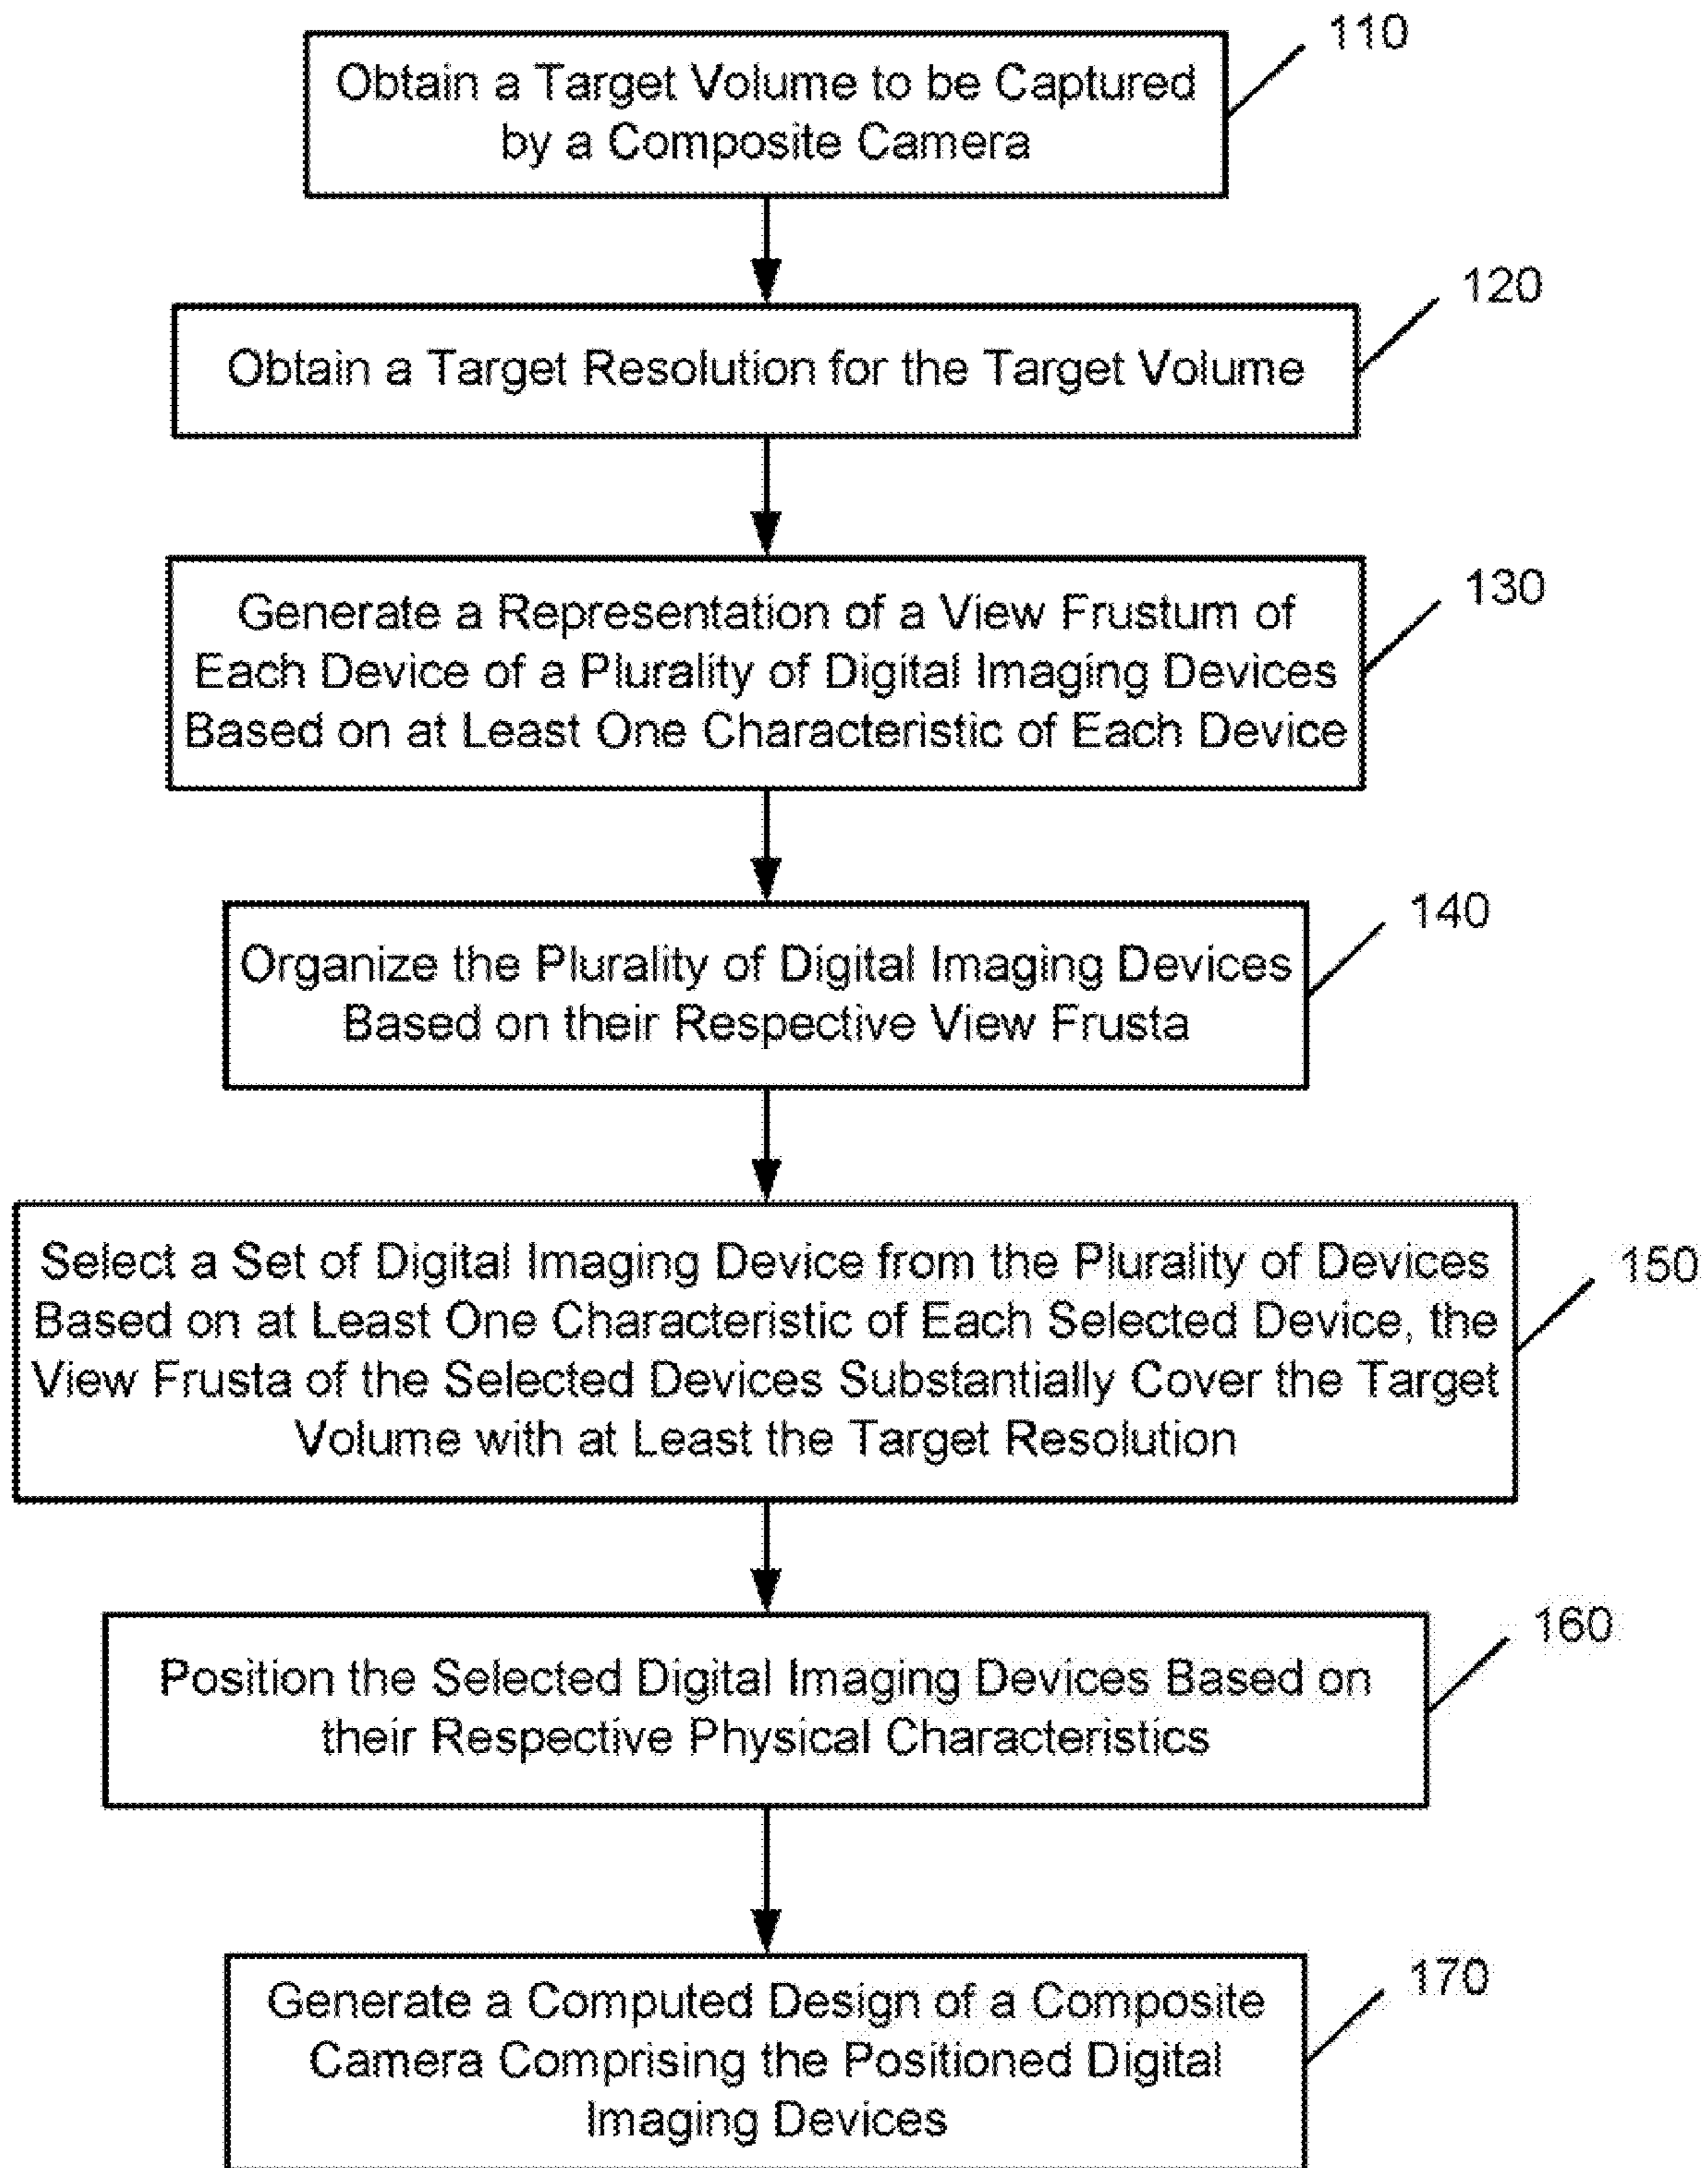 110
Obtain a Target Volume to be Captured
by a Composite Camera
120
Obtain a Target Resolution for the Target Volume
130
Generate a Representation of a View Frustum of
Each Device of a Plurality of Digital Imaging Devices
Based on at Least One Characteristic of Each Device
140
Organize the Plurality of Digital Imaging Devices
Based on their Respective View Frusta
150
Select a Set of Digital Imaging Device from the Plurality of Devices
Based on at Least One Characteristic of Each Selected Device, the
View Frusta of the Selected Devices Substantially Cover the Target
Volume with at Least the Target Resolution
160
Position the Selected Digital Imaging Devices Based on
their Respective Physical Characteristics
170
Generate a Computed Design of a Composite
Camera Comprising the Positioned Digital
Imaging Devices